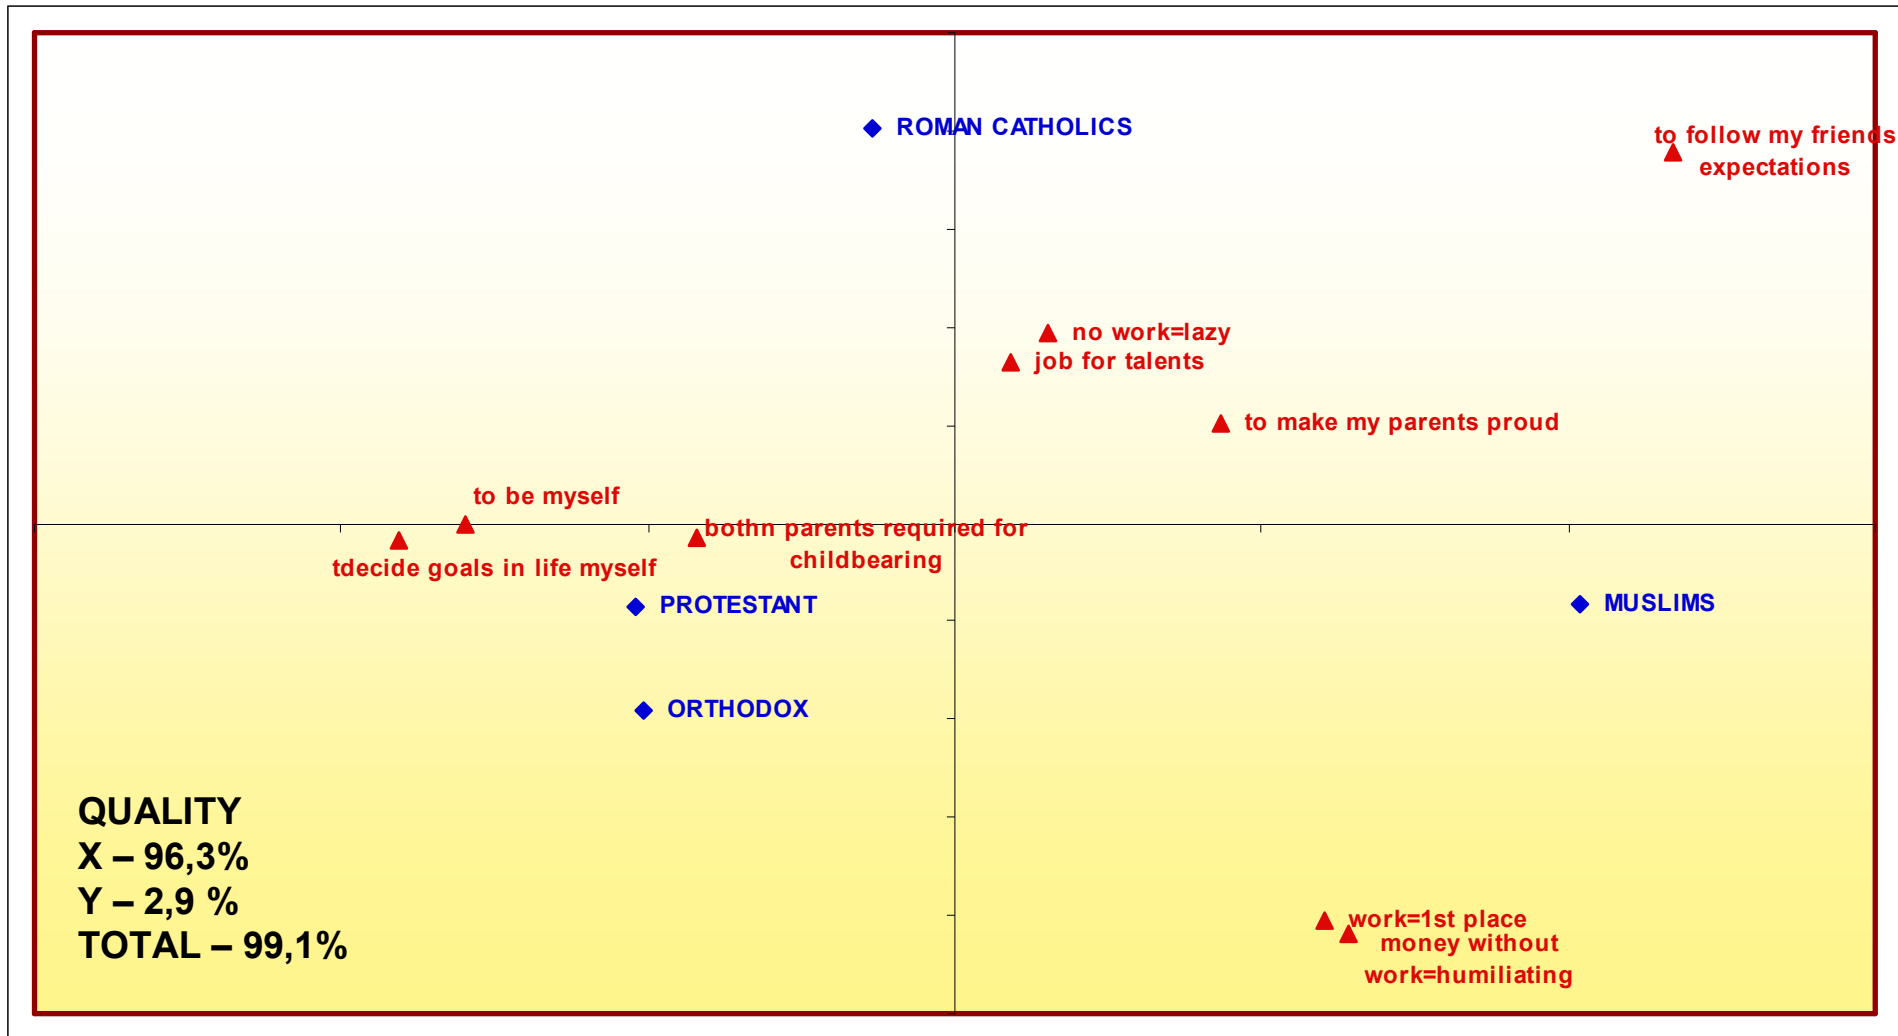 ROMAN CATHOLICS
to follow my friends
expectations
no work=lazy
job for talents
to make my parents proud
to be myself
bothn parents required for
childbearing
tdecide goals in life myself
PROTESTANT
MUSLIMS
ORTHODOX
QUALITY
X – 96,3%
Y – 2,9 %
TOTAL – 99,1%
work=1st place
money without
work=humiliating